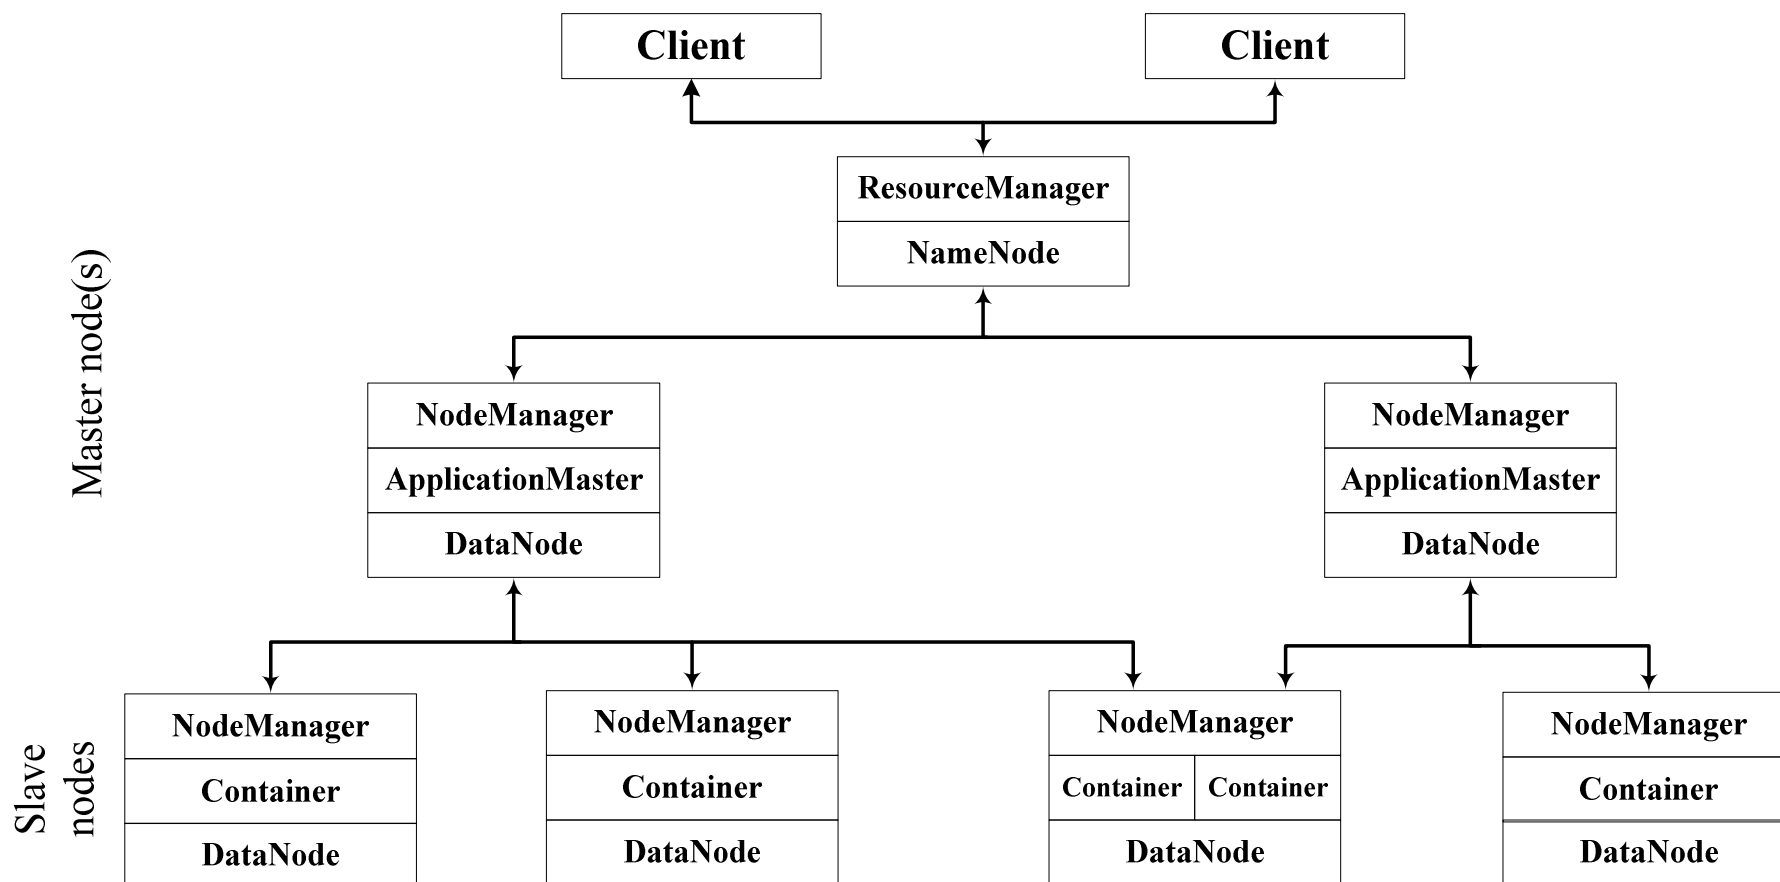 Client
Client
ResourceManager
NameNode
Master node(s)
NodeManager
ApplicationMaster
DataNode
NodeManager
ApplicationMaster
DataNode
Slave
nodes
NodeManager
Container
DataNode
NodeManager
Container
DataNode
NodeManager
Container
Container
DataNode
NodeManager
Container
DataNode